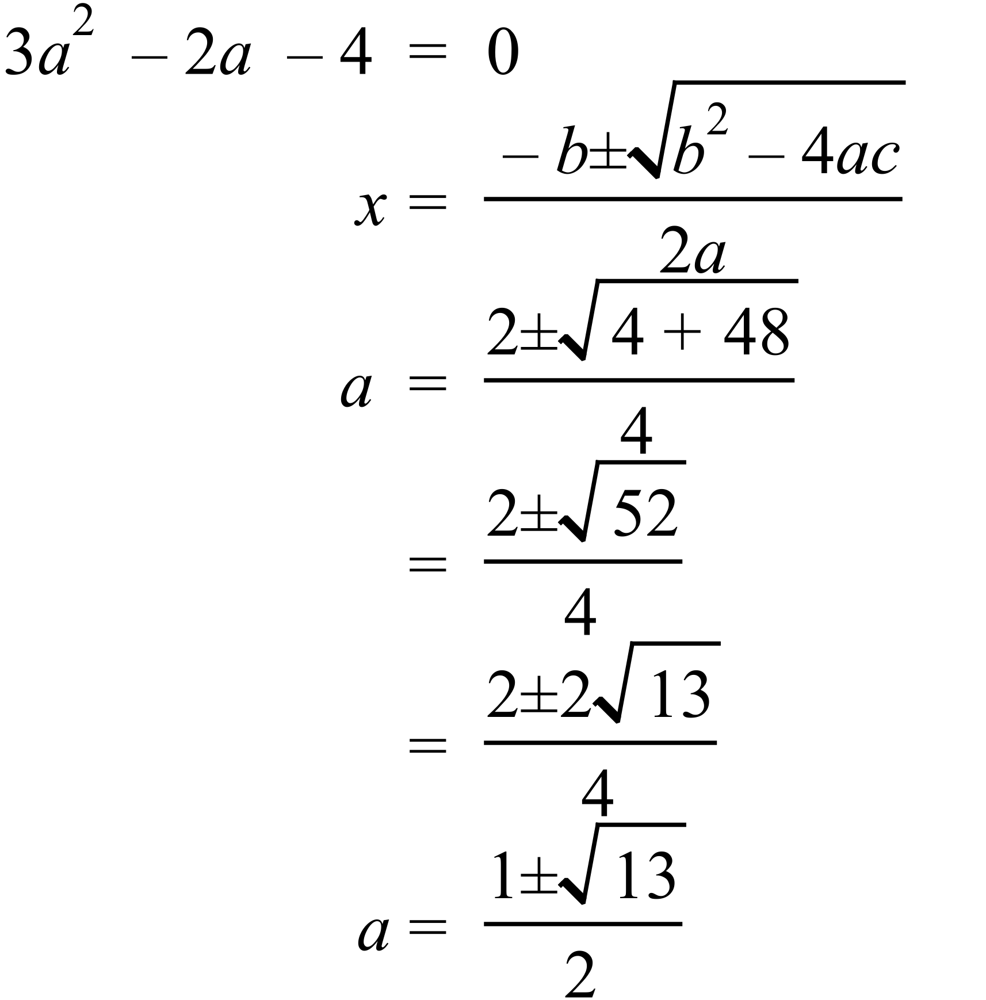 3a² − 2a − 4 = 0
x = (−b±√(b² − 4ac))/(2a)
a = (2±√(4 + 48))/4
= (2±√52)/4
= (2±2√13)/4
a = (1±√13)/2